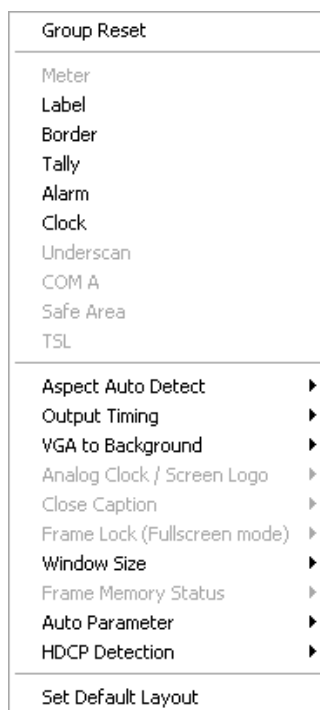 Group Reset
Meter
Label
Border
Tally
Alarm
Clock
Underscan
COM A
Safe Area
TSL
Aspect Auto Detect
Output Timing
VGA to Background
Analog Clock / Screen Logo
Close Caption
Frame Lock (Fullscreen mode)
Window Size
Frame Memory Status
Auto Parameter
HDCP Detection
Set Default Layout